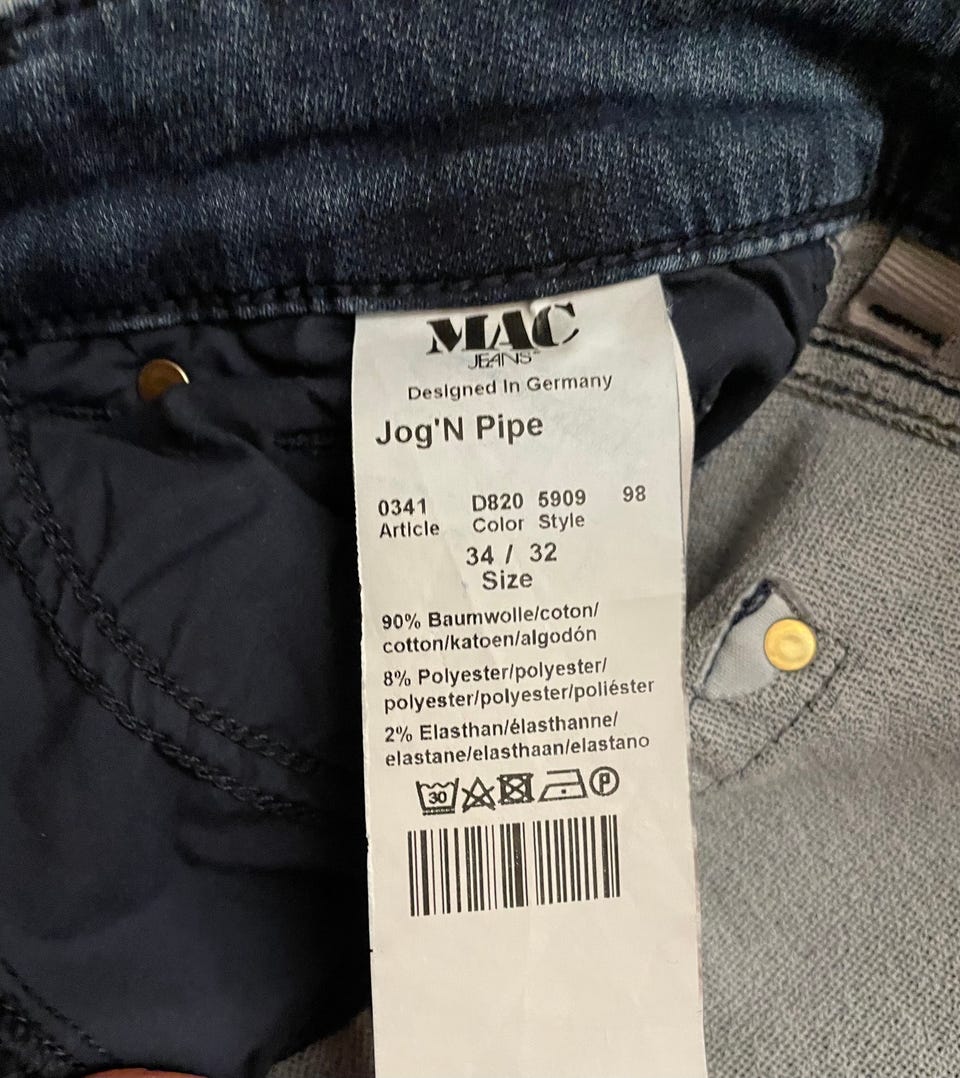 MAC
JEANS
Designed In Germany
Jog'N Pipe
0341 D820 5909 98
Article Color Style
34 / 32
Size
90% Baumwolle/coton/
cotton/katoen/algodón
8% Polyester/polyester/
polyester/polyester/poliéster
2% Elasthan/élasthanne/
elastane/elasthaan/elastano
30 P